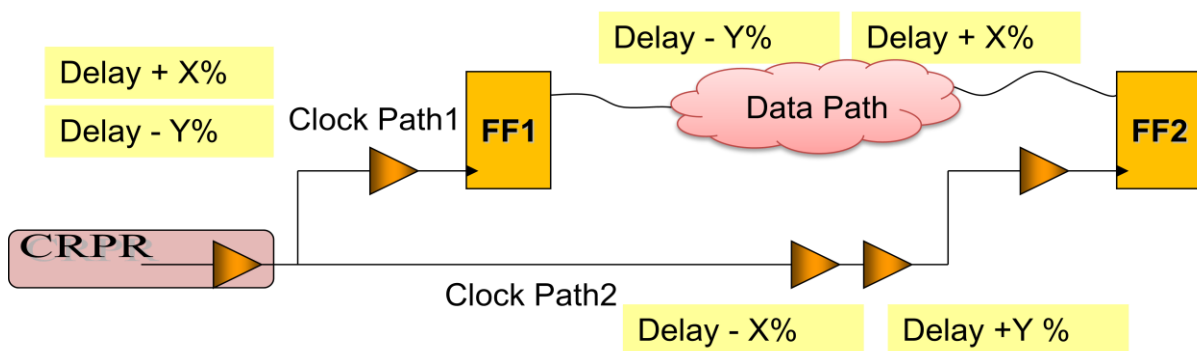 Delay - Y%
Delay + X%
Delay + X%
Delay - Y%
Clock Path1
FF1
Data Path
FF2
CRPR
Clock Path2
Delay - X%
Delay +Y %